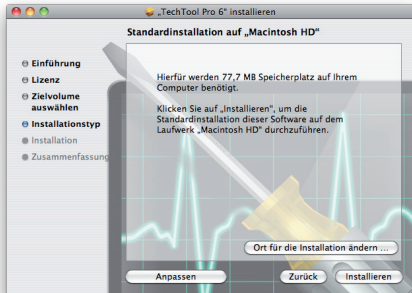 „TechTool Pro 6“ installieren
Standardinstallation auf „Macintosh HD“
Einführung
Lizenz
Zielvolume
auswählen
Installationstyp
Installation
Zusammenfassung
Hierfür werden 77,7 MB Speicherplatz auf Ihrem
Computer benötigt.
Klicken Sie auf „Installieren“, um die
Standardinstallation dieser Software auf dem
Laufwerk „Macintosh HD“ durchzuführen.
Ort für die Installation ändern ...
Anpassen
Zurück
Installieren